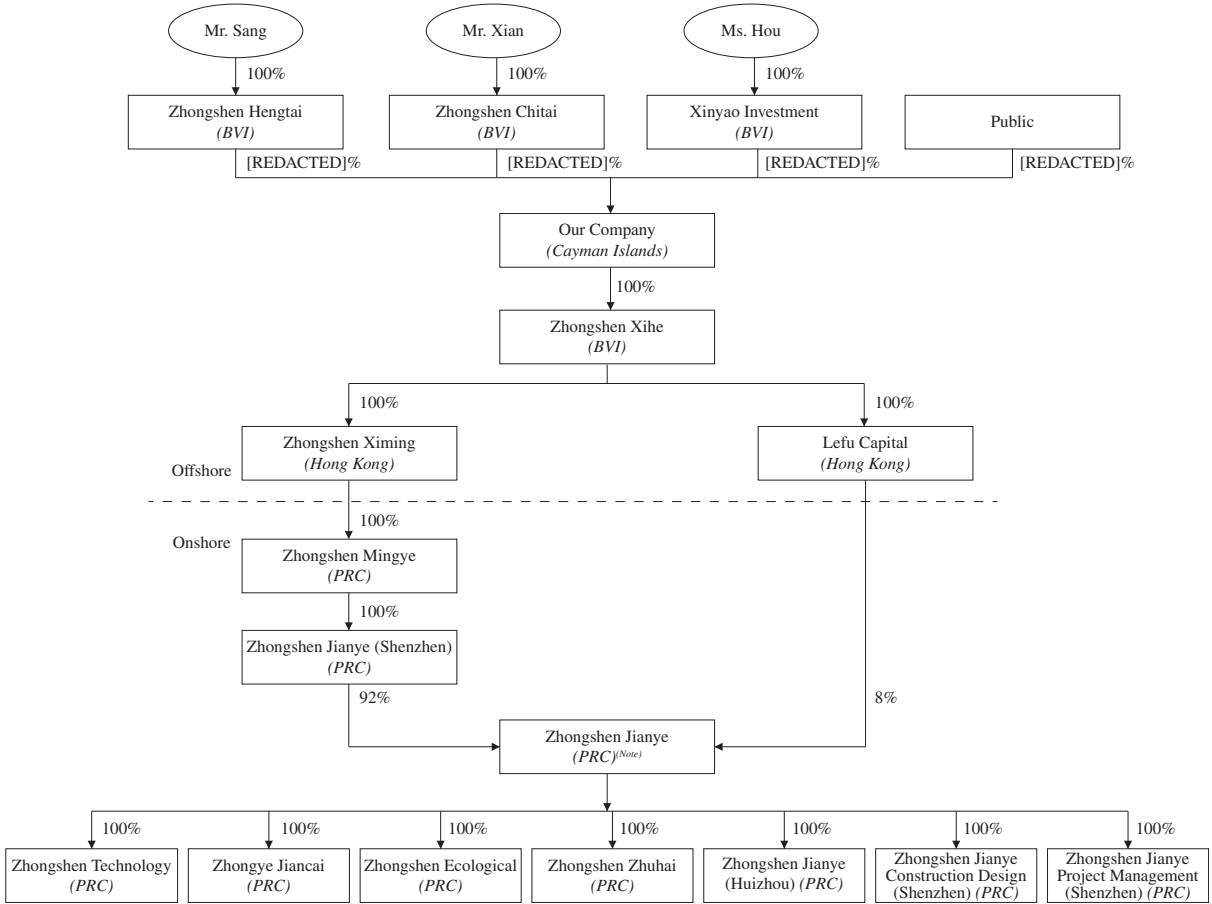 Mr. Sang
Mr. Xian
Ms. Hou
100%
100%
100%
Zhongshen Hengtai
(BVI)
Zhongshen Chitai
(BVI)
Xinyao Investment
(BVI)
Public
[REDACTED]%
[REDACTED]%
[REDACTED]%
[REDACTED]%
Our Company
(Cayman Islands)
100%
Zhongshen Xihe
(BVI)
100%
100%
Zhongshen Ximing
(Hong Kong)
Lefu Capital
(Hong Kong)
Offshore
100%
Onshore
Zhongshen Mingye
(PRC)
100%
Zhongshen Jianye (Shenzhen)
(PRC)
92%
8%
Zhongshen Jianye
(PRC)(Note)
100%
100%
100%
100%
100%
100%
100%
Zhongshen Technology
(PRC)
Zhongye Jiancai
(PRC)
Zhongshen Ecological
(PRC)
Zhongshen Zhuhai
(PRC)
Zhongshen Jianye
(Huizhou) (PRC)
Zhongshen Jianye
Construction Design
(Shenzhen) (PRC)
Zhongshen Jianye
Project Management
(Shenzhen) (PRC)